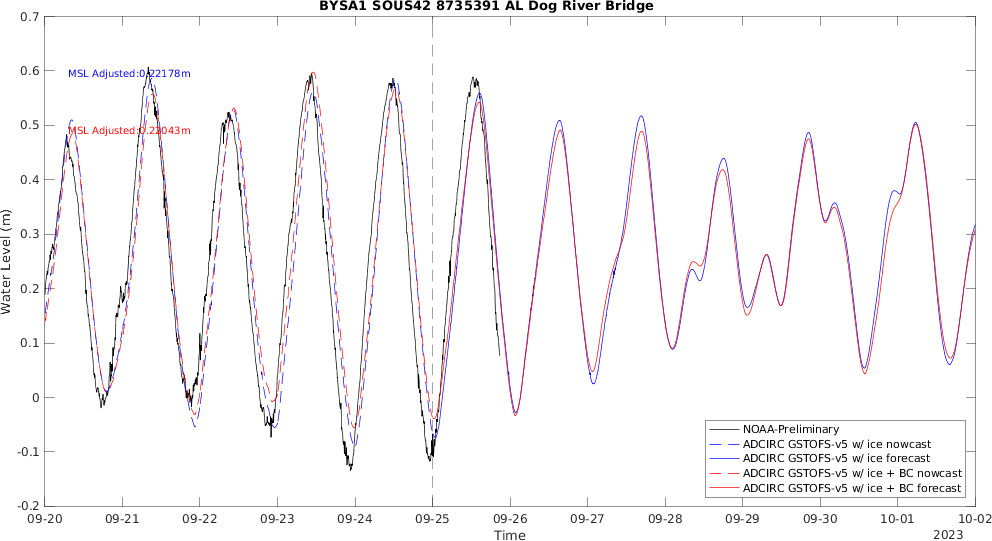 BYSA1 SOUS42 8735391 AL Dog River Bridge
0.7
0.6
0.5
0.4
0.3
0.2
0.1
0
-0.1
-0.2
Water Level (m)
MSL Adjusted:0.22178m
MSL Adjusted:0.22043m
NOAA-Preliminary
ADCIRC GSTOFS-v5 w/ ice nowcast
ADCIRC GSTOFS-v5 w/ ice forecast
ADCIRC GSTOFS-v5 w/ ice + BC nowcast
ADCIRC GSTOFS-v5 w/ ice + BC forecast
09-20 09-21 09-22 09-23 09-24 09-25 09-26 09-27 09-28 09-29 09-30 10-01 10-02
Time
2023